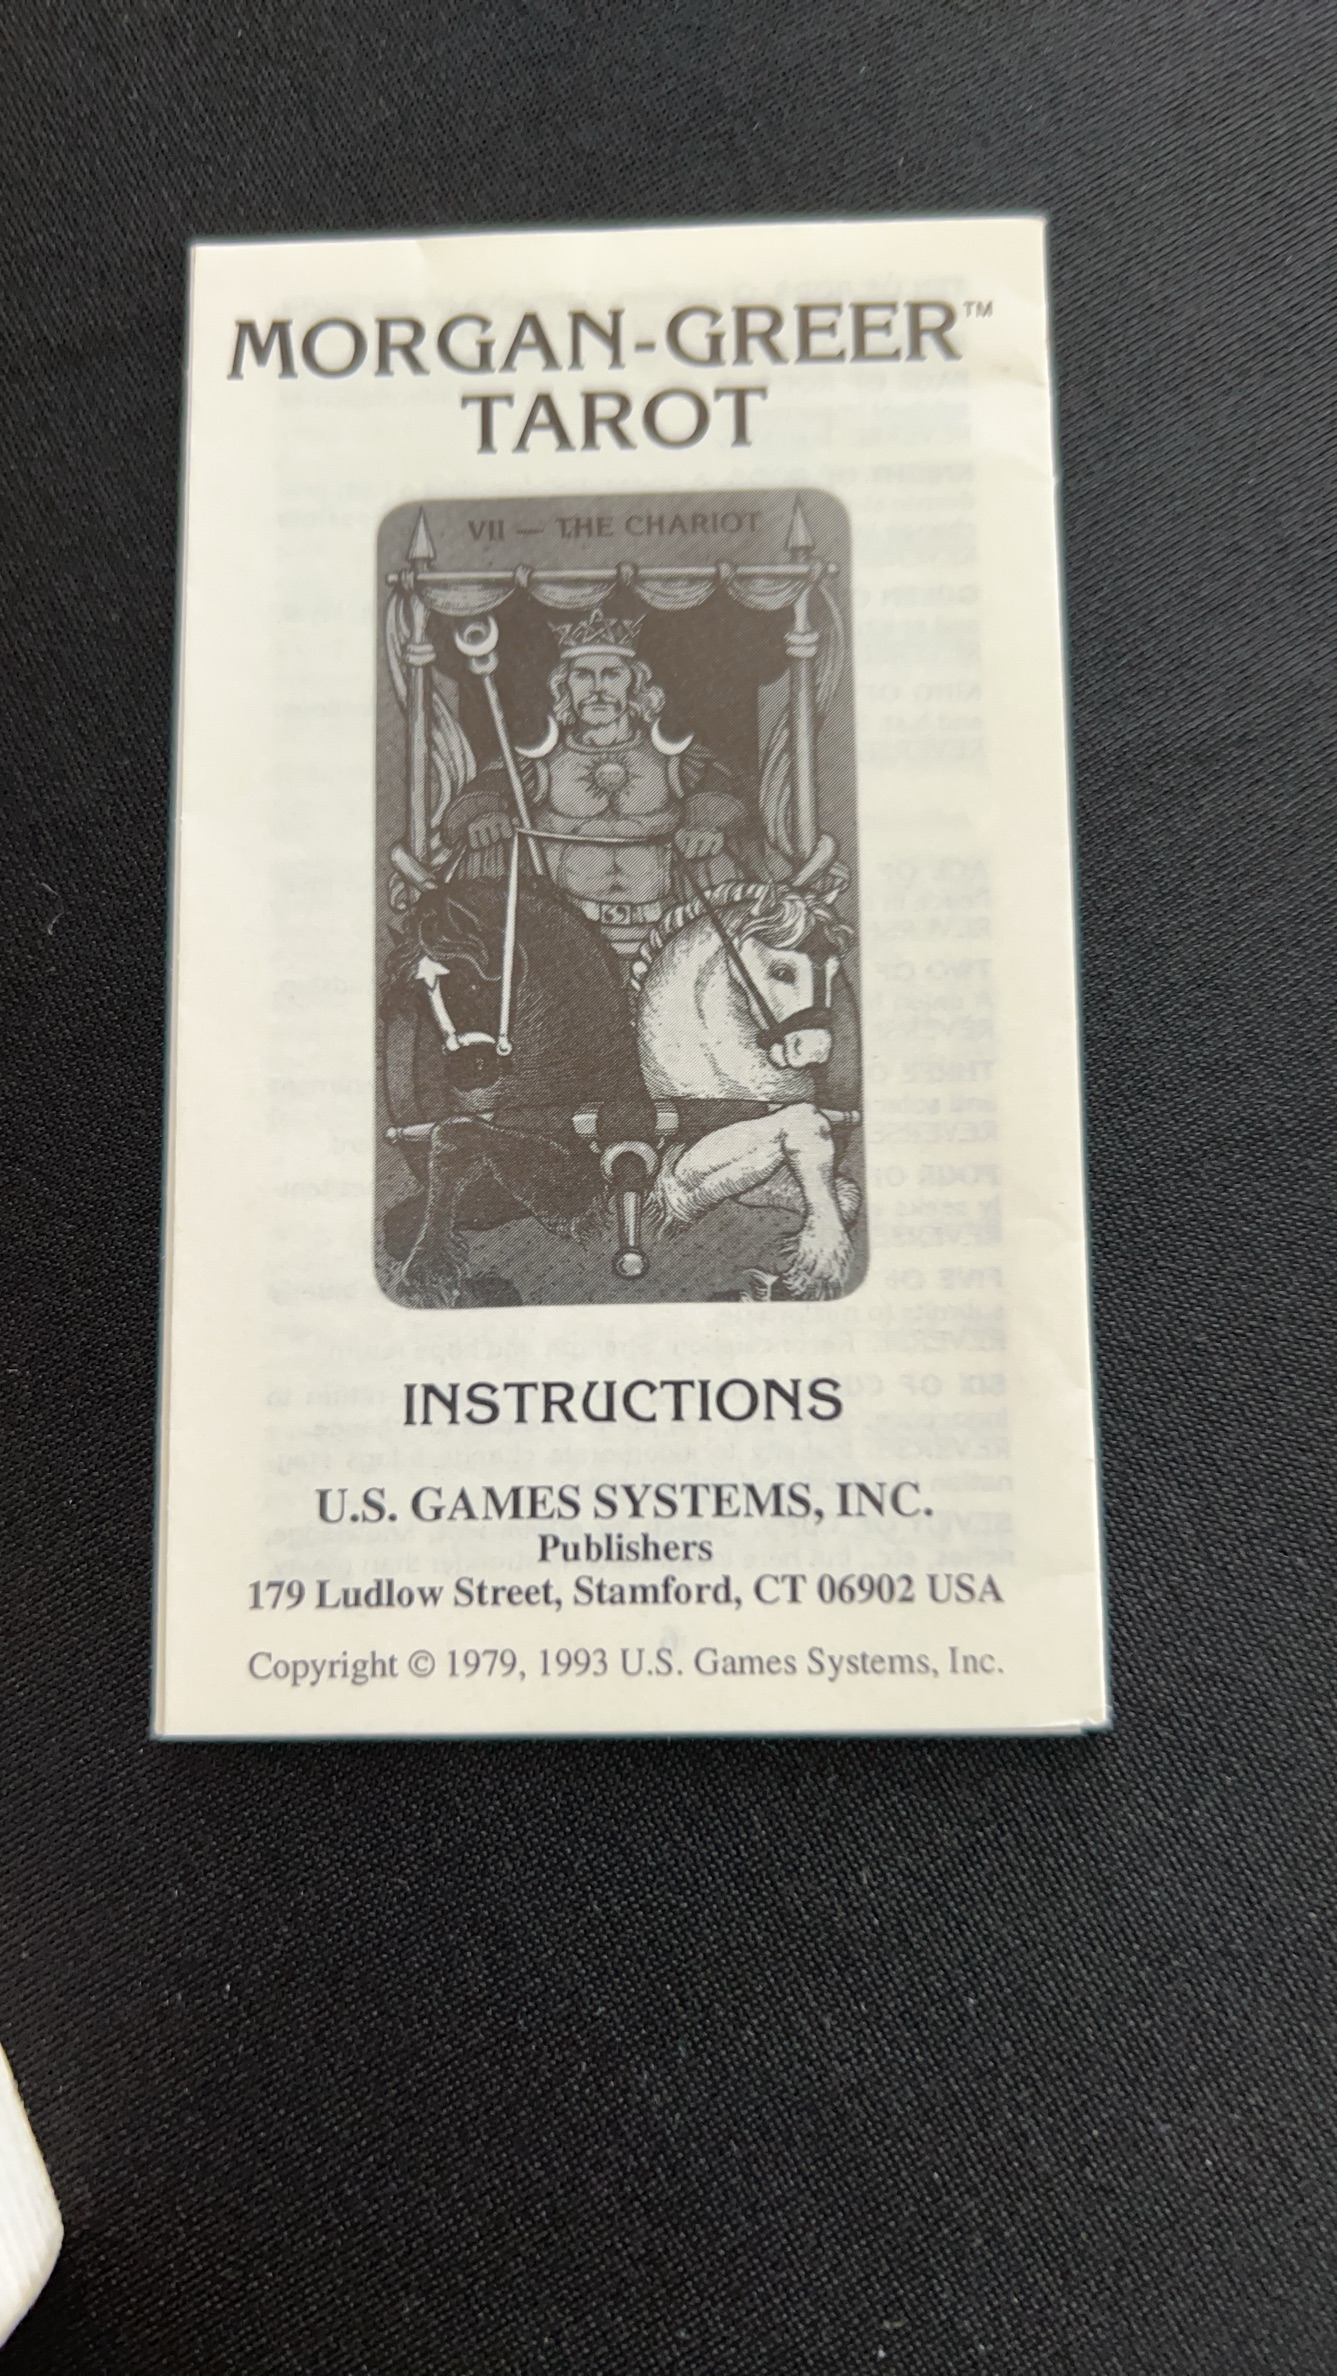 MORGAN-GREER™
TAROT
VII — THE CHARIOT
INSTRUCTIONS
U.S. GAMES SYSTEMS, INC.
Publishers
179 Ludlow Street, Stamford, CT 06902 USA
Copyright © 1979, 1993 U.S. Games Systems, Inc.